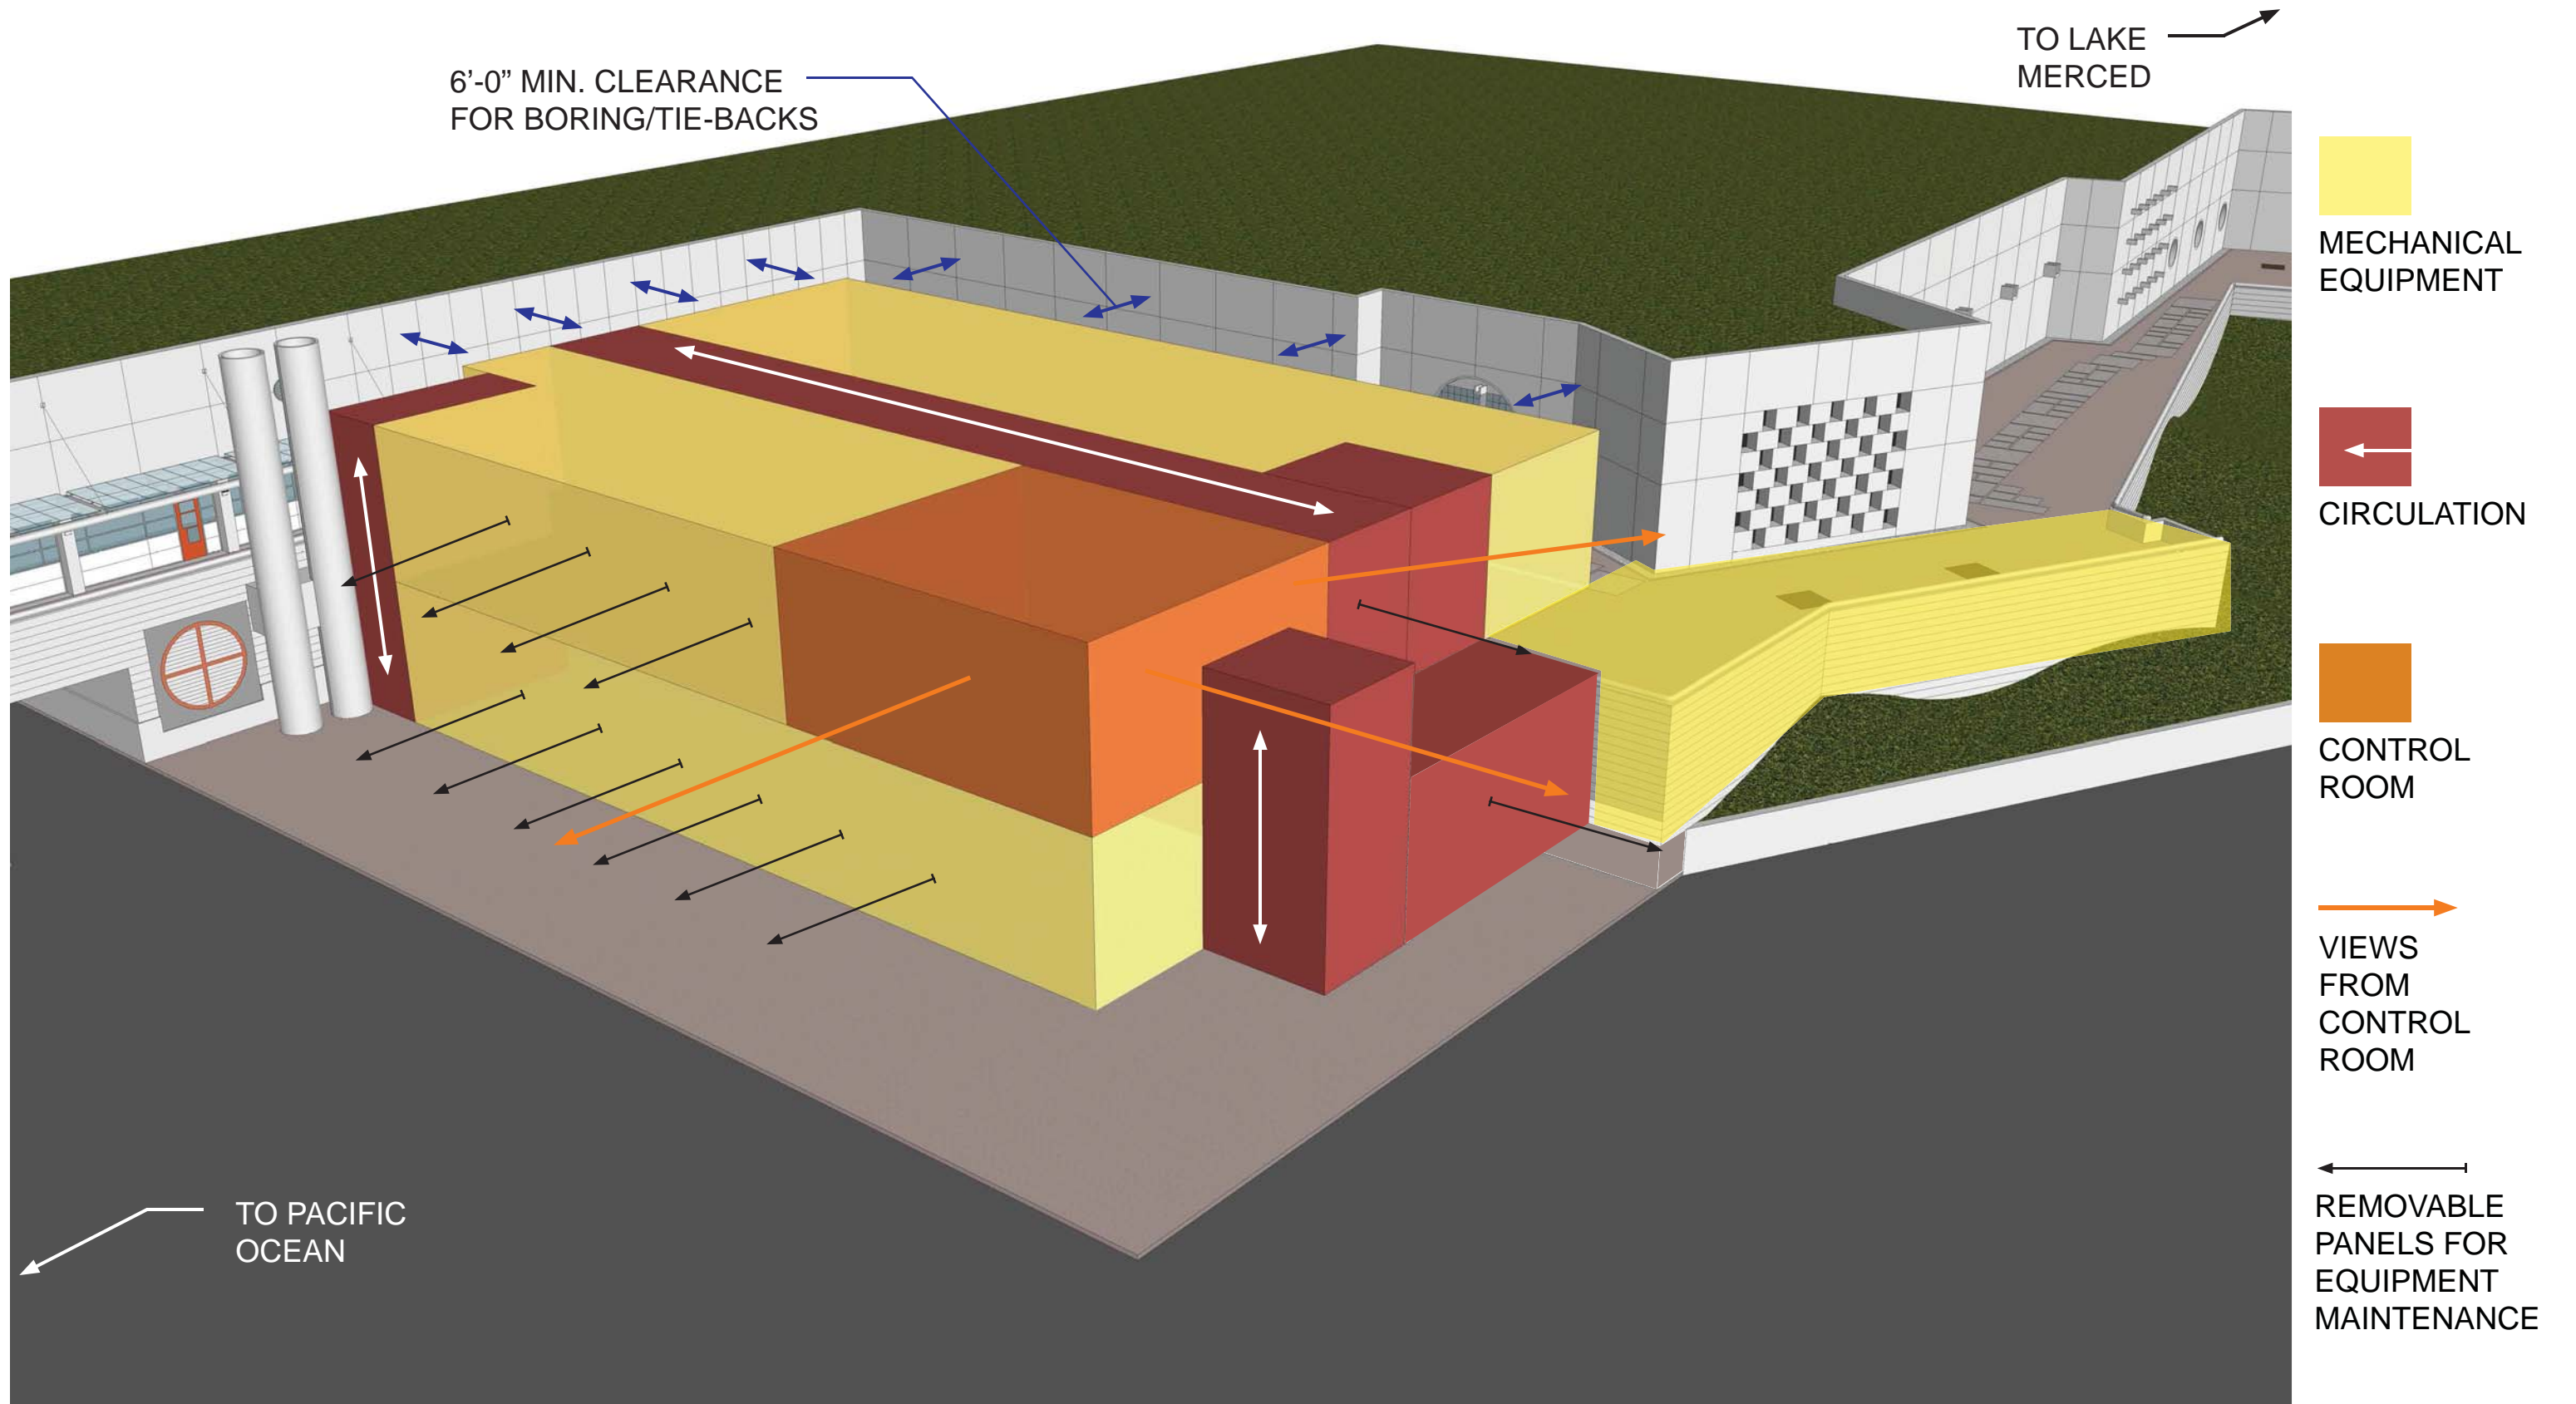 TO LAKE
MERCED
6’-0” MIN. CLEARANCE
FOR BORING/TIE-BACKS
MECHANICAL
EQUIPMENT
CIRCULATION
CONTROL
ROOM
VIEWS
FROM
CONTROL
ROOM
REMOVABLE
PANELS FOR
EQUIPMENT
MAINTENANCE
TO PACIFIC
OCEAN